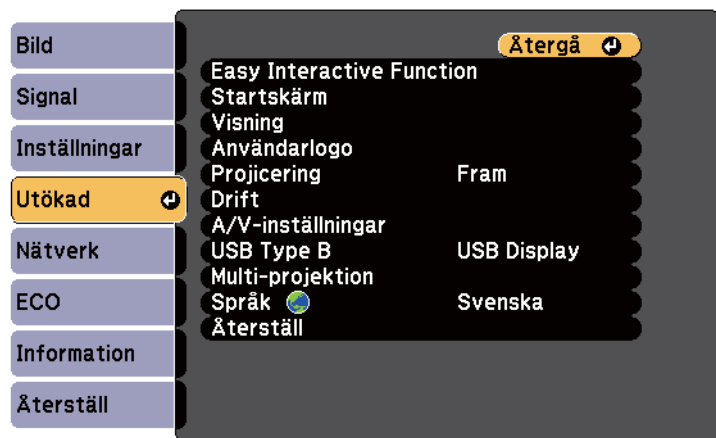 Bild
Signal
Inställningar
Utökad
Nätverk
ECO
Information
Återställ
Återgå
Easy Interactive Function
Startskärm
Visning
Användarlogo
Projicering Fram
Drift
A/V-inställningar
USB Type B USB Display
Multi-projektion
Språk Svenska
Återställ